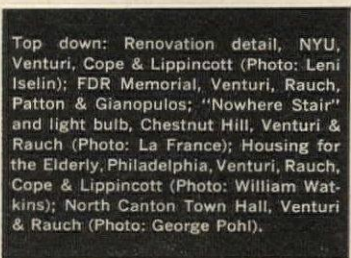 Top down: Renovation detail, NYU,
Venturi, Cope & Lippincott (Photo: Leni
Iselin); FDR Memorial, Venturi, Rauch,
Patton & Gianopulos; "Nowhere Stair"
and light bulb, Chestnut Hill, Venturi &
Rauch (Photo: La France); Housing for
the Elderly, Philadelphia, Venturi, Rauch,
Cope & Lippincott (Photo: William Wat-
kins); North Canton Town Hall, Venturi
& Rauch (Photo: George Pohl).